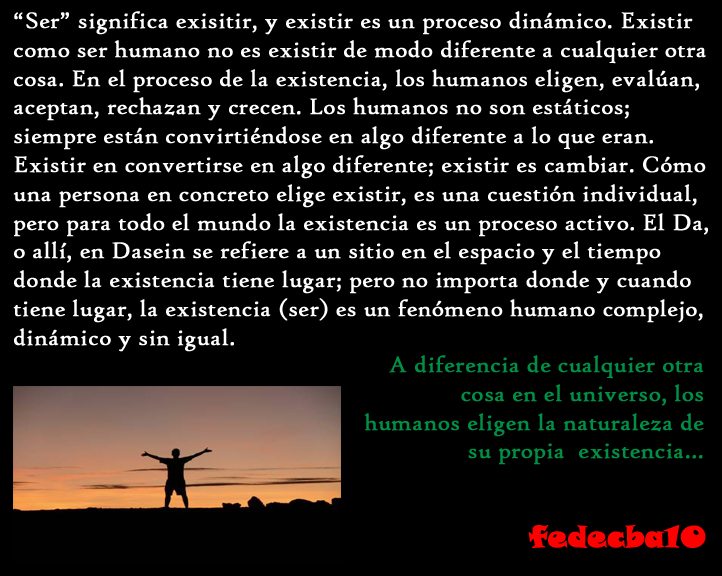 “Ser” significa exisitir, y existir es un proceso dinámico. Existir
como ser humano no es existir de modo diferente a cualquier otra
cosa. En el proceso de la existencia, los humanos eligen, evalúan,
aceptan, rechazan y crecen. Los humanos no son estáticos;
siempre están convirtiéndose en algo diferente a lo que eran.
Existir en convertirse en algo diferente; existir es cambiar. Cómo
una persona en concreto elige existir, es una cuestión individual,
pero para todo el mundo la existencia es un proceso activo. El Da,
o allí, en Dasein se refiere a un sitio en el espacio y el tiempo
donde la existencia tiene lugar; pero no importa donde y cuando
tiene lugar, la existencia (ser) es un fenómeno humano complejo,
dinámico y sin igual.
A diferencia de cualquier otra
cosa en el universo, los
humanos eligen la naturaleza de
su propia existencia...
fedecba10